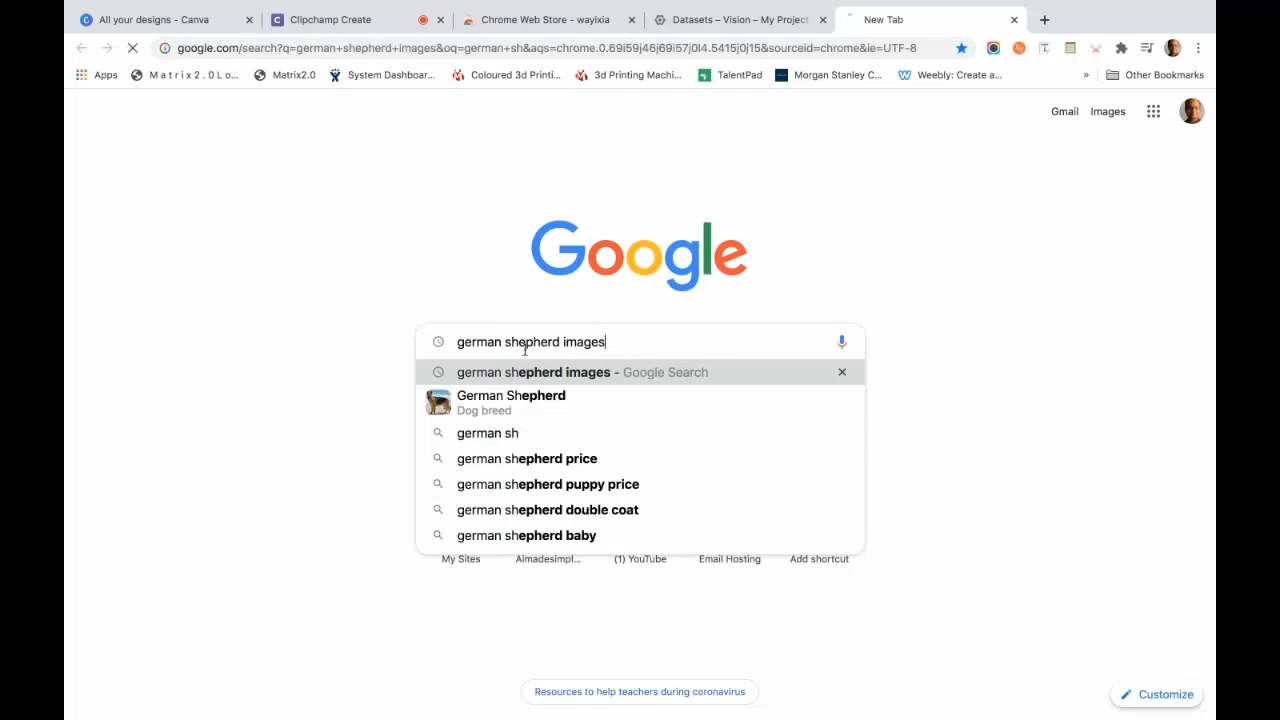 All your designs - Canva
Clipchamp Create
Chrome Web Store - wayixia
Datasets – Vision – My Project
New Tab
google.com/search?q=german+shepherd+images&oq=german+sh&aqs=chrome.0.69i59j46j69i57j0l4.5415j0j15&sourceid=chrome&ie=UTF-8
Apps
M a t r i x 2 . 0 L o...
Matrix2.0
System Dashboar...
Coloured 3d Printi...
3d Printing Machi...
TalentPad
Morgan Stanley C...
Weebly: Create a...
»
Other Bookmarks
Gmail
Images
Google
german shepherd images
german shepherd images - Google Search
German Shepherd
Dog breed
german sh
german shepherd price
german shepherd puppy price
german shepherd double coat
german shepherd baby
My Sites
Aimadesimpl...
(1) YouTube
Email Hosting
Add shortcut
Resources to help teachers during coronavirus
Customize